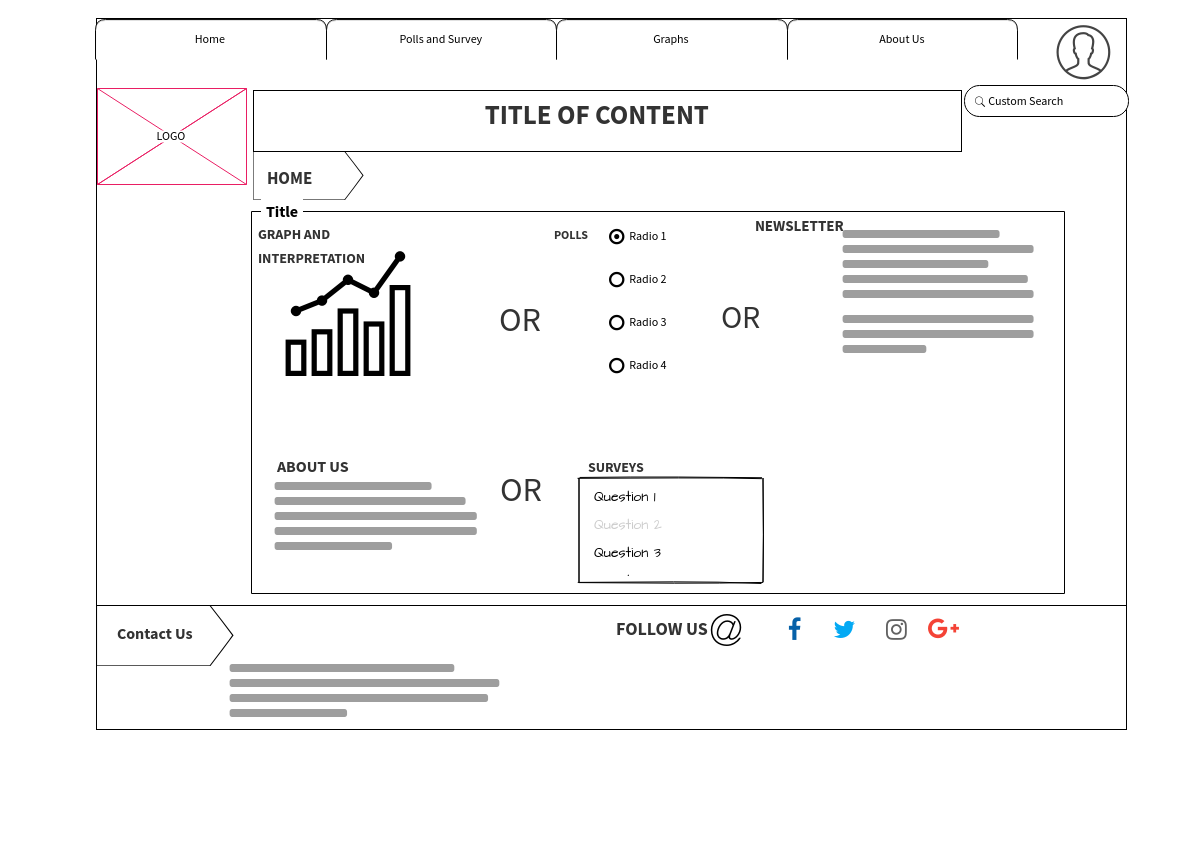 Home
Polls and Survey
Graphs
About Us
LOGO
TITLE OF CONTENT
Custom Search
HOME
Title
GRAPH AND
INTERPRETATION
OR
POLLS
Radio 1
Radio 2
Radio 3
Radio 4
OR
NEWSLETTER
ABOUT US
OR
SURVEYS
Question 1
Question 2
Question 3
Contact Us
FOLLOW US @